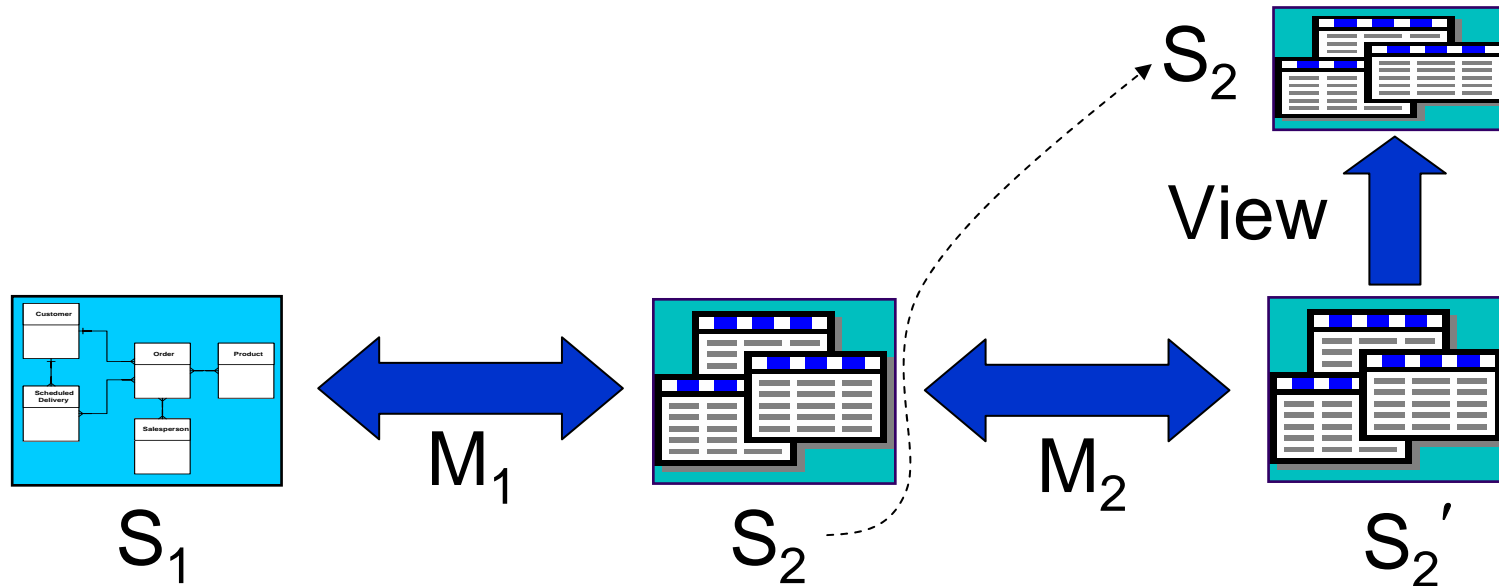 S₂
View
Customer
Order
Product
Scheduled
Delivery
Salesperson
M₁
M₂
S₁
S₂
S₂′